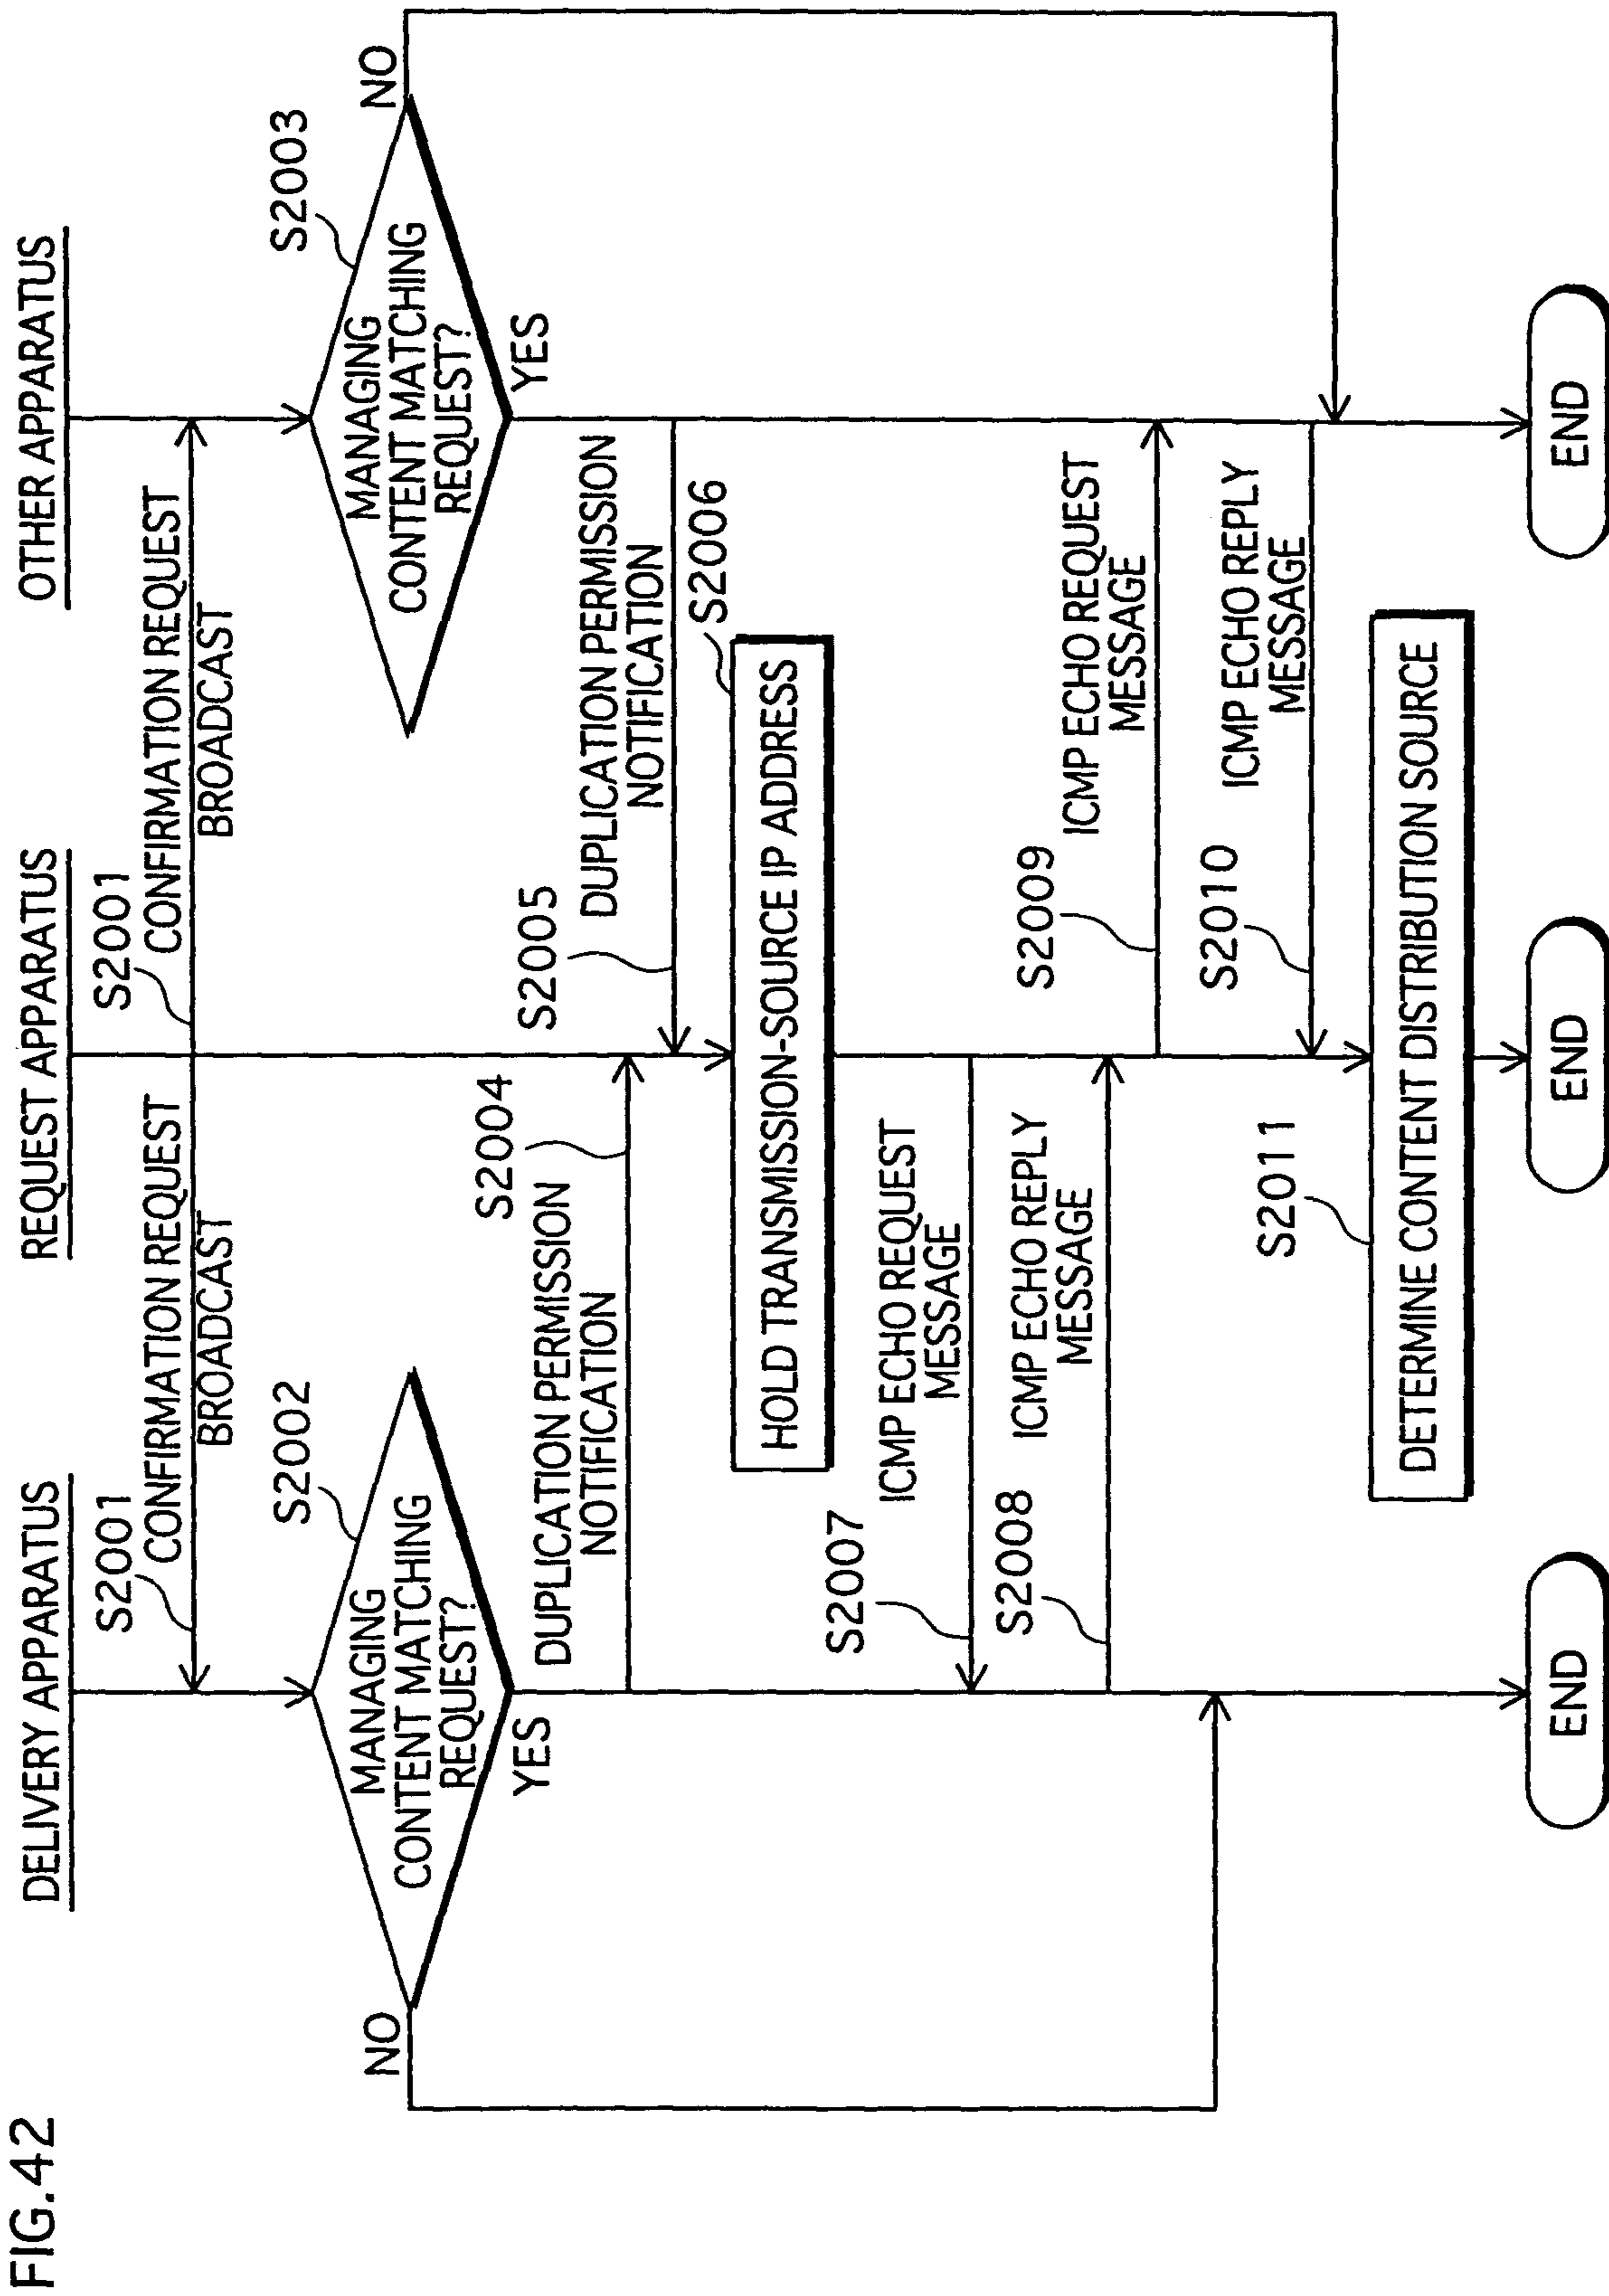 FIG.42
DELIVERY APPARATUS
REQUEST APPARATUS
OTHER APPARATUS
S2001
CONFIRMATION REQUEST
BROADCAST
S2001
CONFIRMATION REQUEST
BROADCAST
S2002
NO
MANAGING
CONTENT MATCHING
REQUEST?
YES
S2003
NO
MANAGING
CONTENT MATCHING
REQUEST?
YES
S2004
DUPLICATION PERMISSION
NOTIFICATION
S2005
DUPLICATION PERMISSION
NOTIFICATION
S2006
HOLD TRANSMISSION-SOURCE IP ADDRESS
S2007
ICMP ECHO REQUEST
MESSAGE
S2008
ICMP ECHO REPLY
MESSAGE
S2009
ICMP ECHO REQUEST
MESSAGE
S2010
ICMP ECHO REPLY
MESSAGE
S2011
DETERMINE CONTENT DISTRIBUTION SOURCE
END
END
END